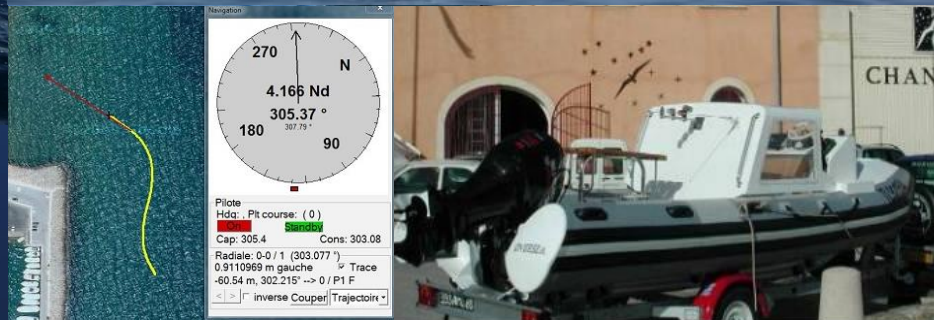 Navigation
x
270
N
4.166 Nd
305.37 °
307.79 °
180
90
Pilote
Hdg: , Plt course: ( 0 )
On
Standby
Cap: 305.4 Cons: 303.08
Radiale: 0-0 / 1 (303.077 °)
0.9110969 m gauche Trace
-60.54 m, 302.215° --> 0 / P1 F
< > inverse Couper Trajectoire
CHAN